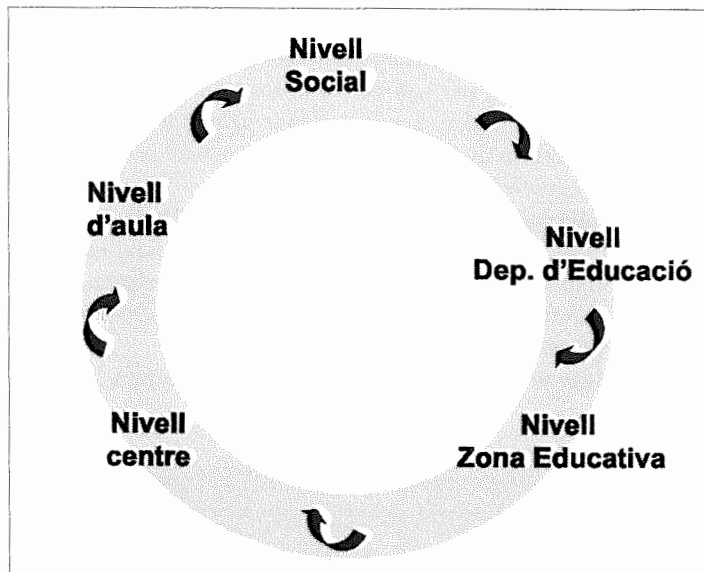 Nivell
Social
Nivell
Dep. d'Educació
Nivell
Zona Educativa
Nivell
centre
Nivell
d'aula